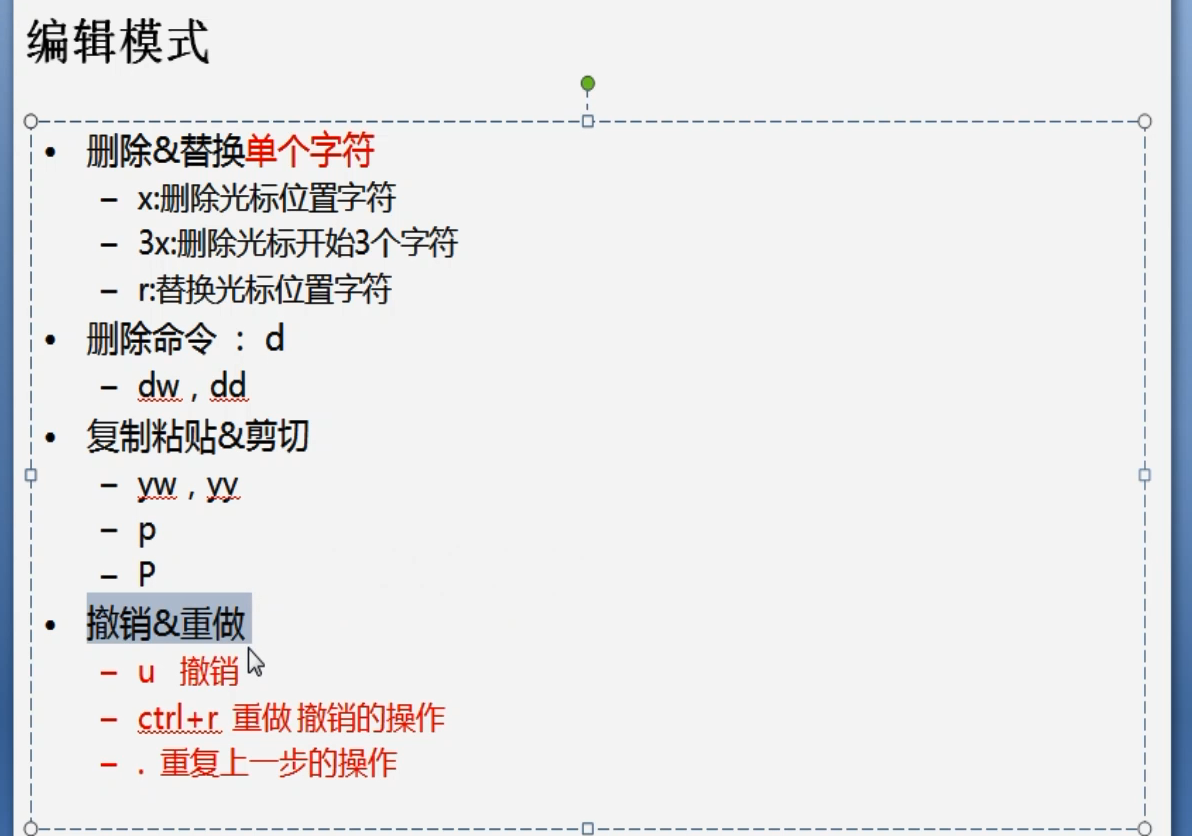 编辑模式
• 删除&替换单个字符
– x:删除光标位置字符
– 3x:删除光标开始3个字符
– r:替换光标位置字符
• 删除命令 : d
– dw , dd
• 复制粘贴&剪切
– yw , yy
– p
– P
• 撤销&重做
– u 撤销
– ctrl+r 重做 撤销的操作
– . 重复上一步的操作